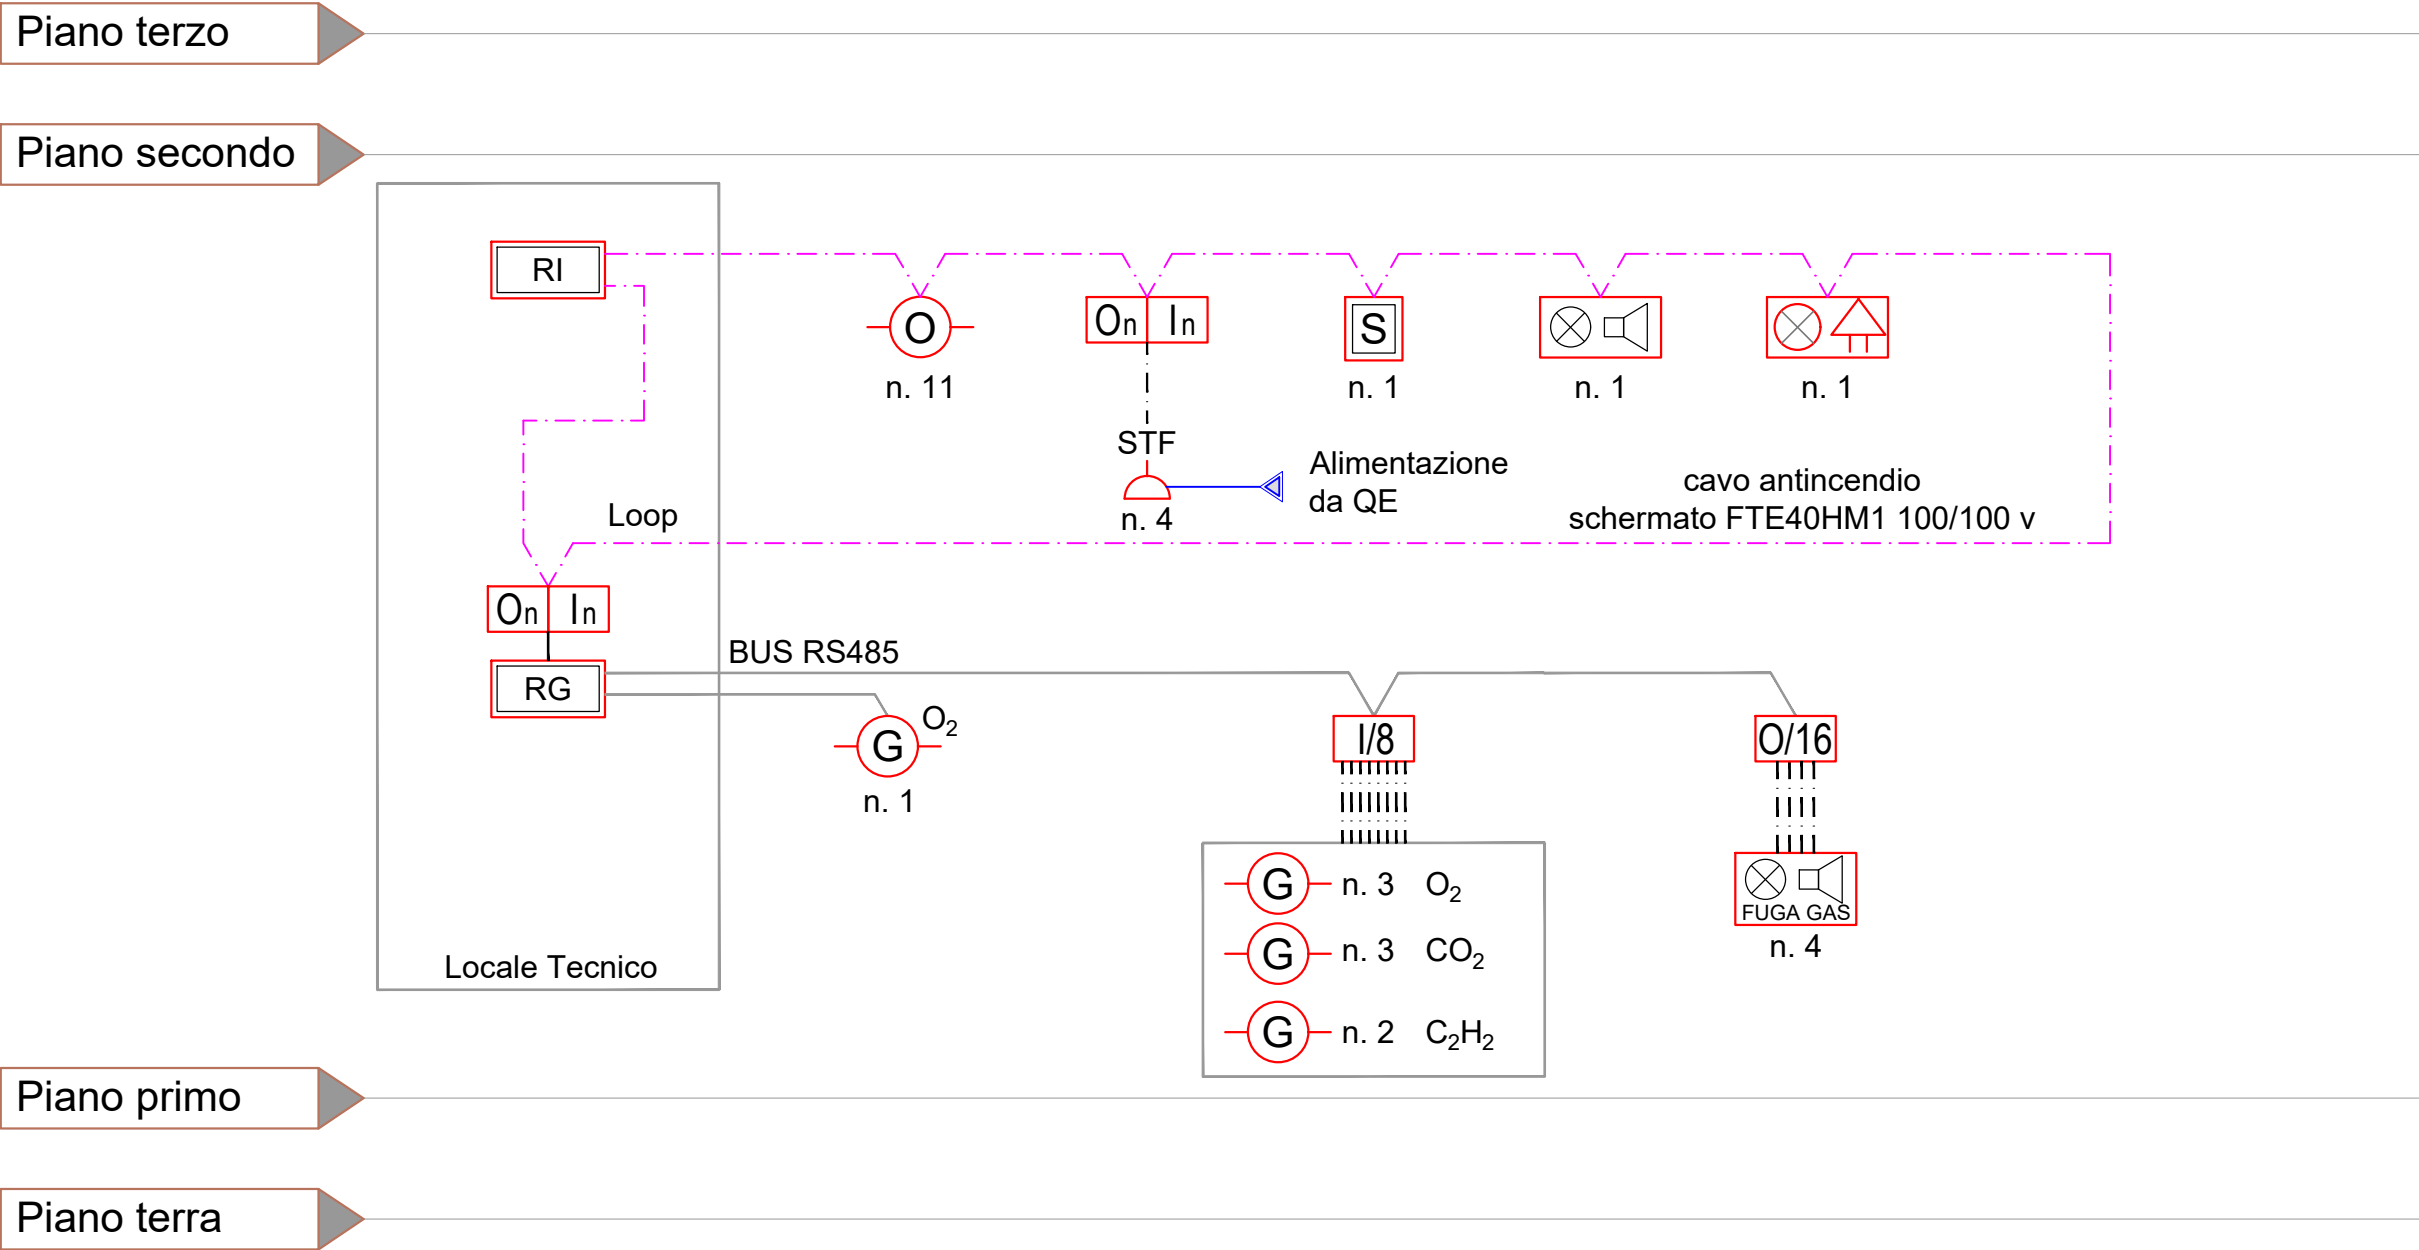 Piano terzo
Piano secondo
RI
O
On In
S
n. 11
n. 1
n. 1
n. 1
STF
Alimentazione
da QE
n. 4
cavo antincendio
schermato FTE40HM1 100/100 v
Loop
On In
BUS RS485
RG
O₂
G
n. 1
I/8
O/16
G n. 3 O₂
G n. 3 CO₂
G n. 2 C₂H₂
FUGA GAS
n. 4
Locale Tecnico
Piano primo
Piano terra